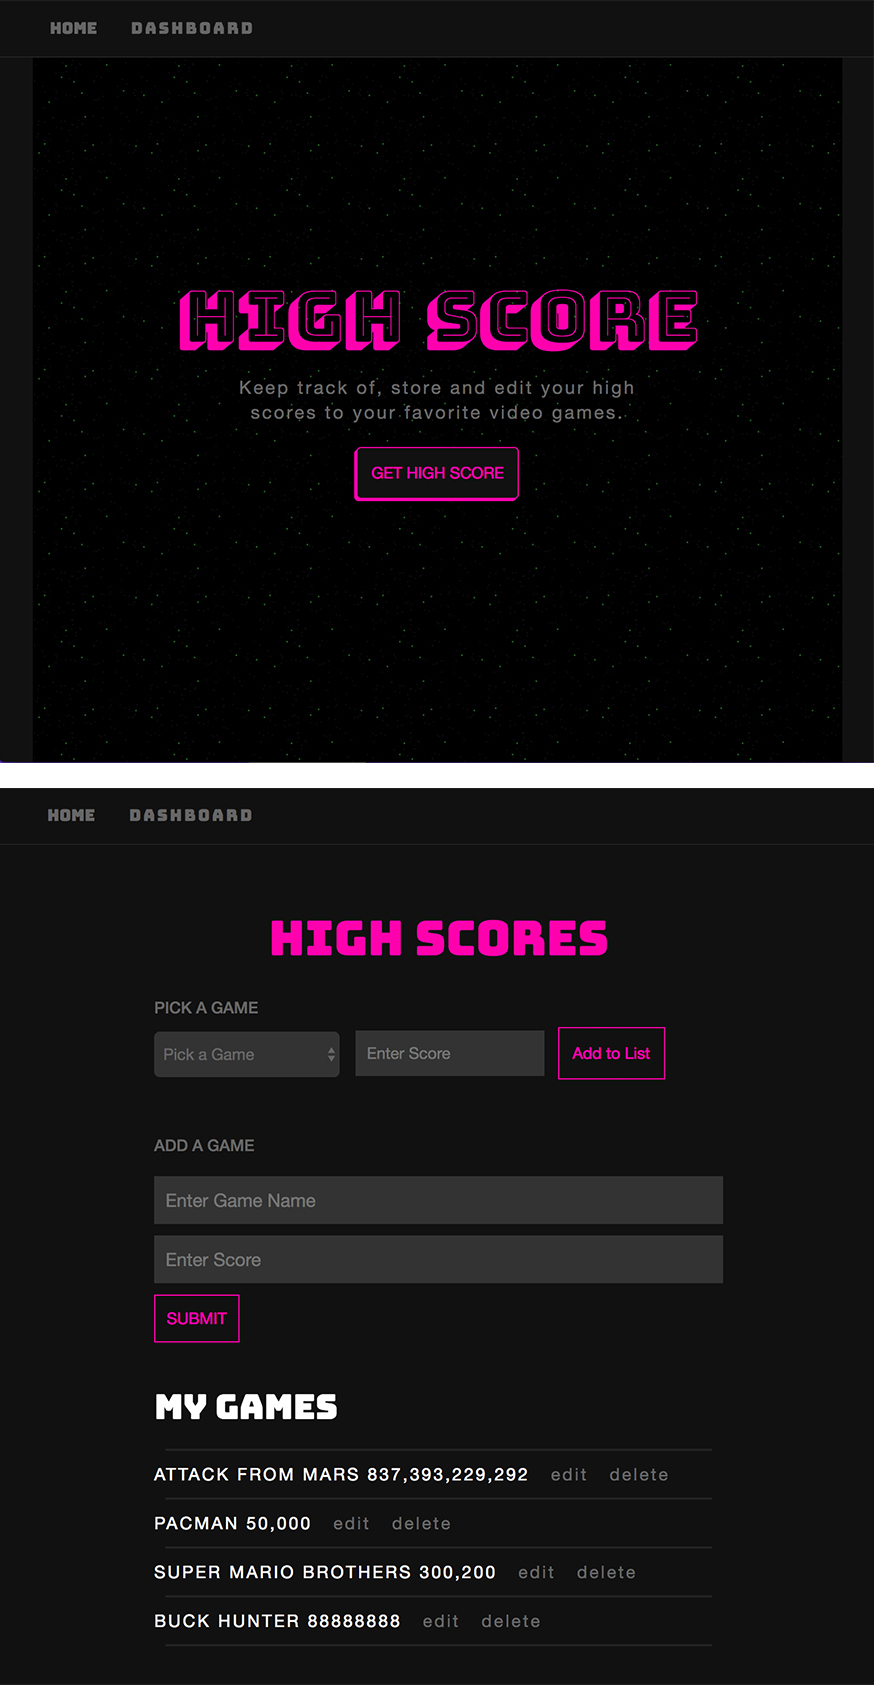 HOME DASHBOARD
HIGH SCORE
Keep track of, store and edit your high
scores to your favorite video games.
GET HIGH SCORE
HOME DASHBOARD
HIGH SCORES
PICK A GAME
Pick a Game Enter Score Add to List
ADD A GAME
Enter Game Name
Enter Score
SUBMIT
MY GAMES
ATTACK FROM MARS 837,393,229,292 edit delete
PACMAN 50,000 edit delete
SUPER MARIO BROTHERS 300,200 edit delete
BUCK HUNTER 88888888 edit delete